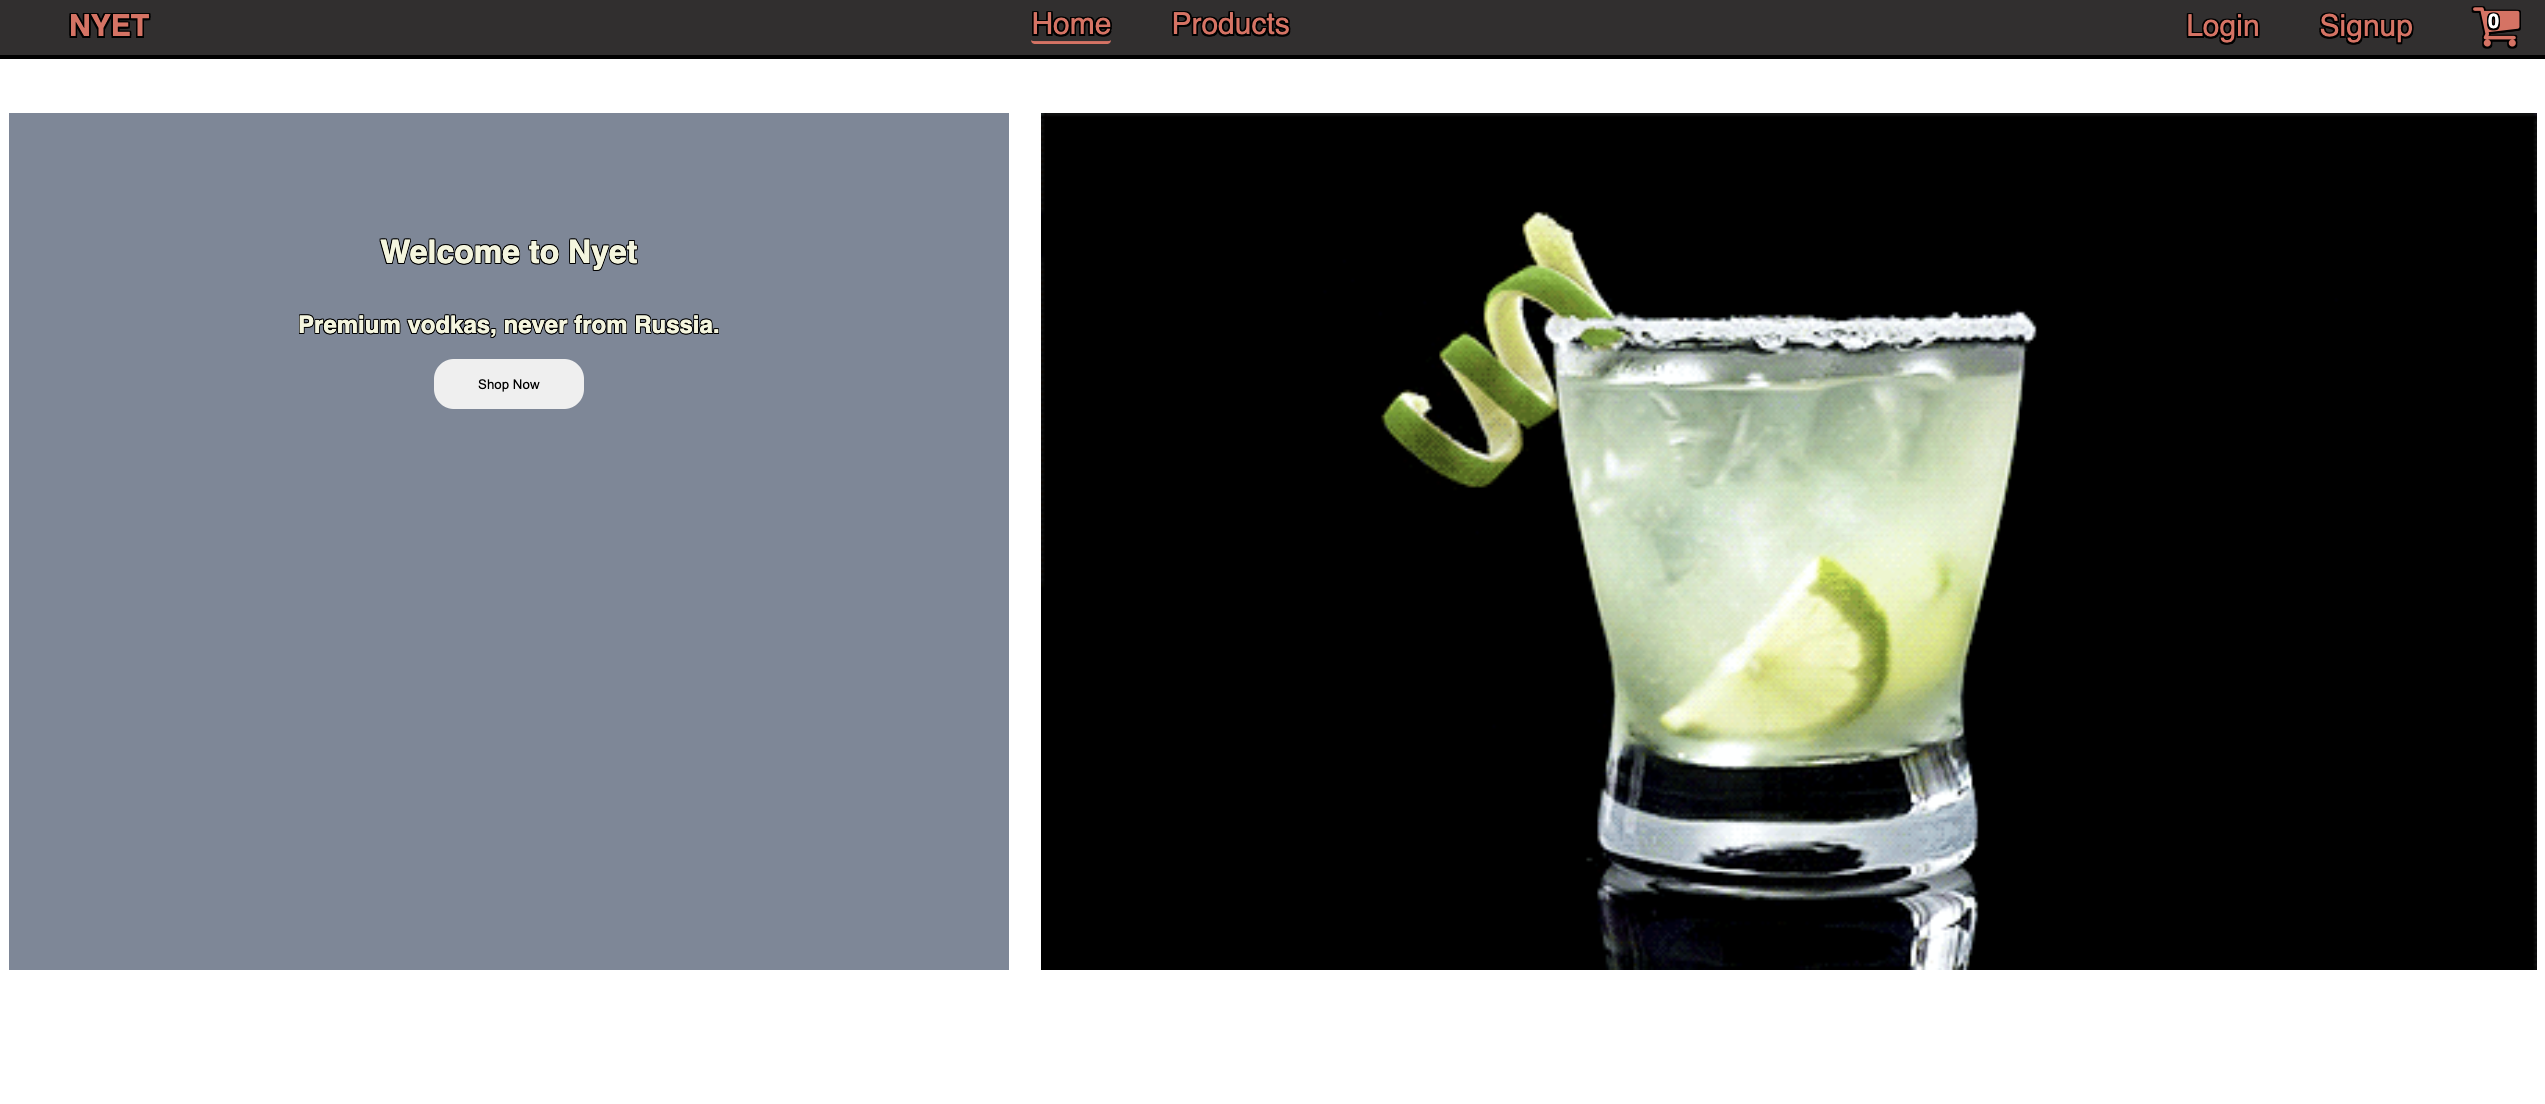 NYET
Home Products
Login Signup 0
Welcome to Nyet
Premium vodkas, never from Russia.
Shop Now